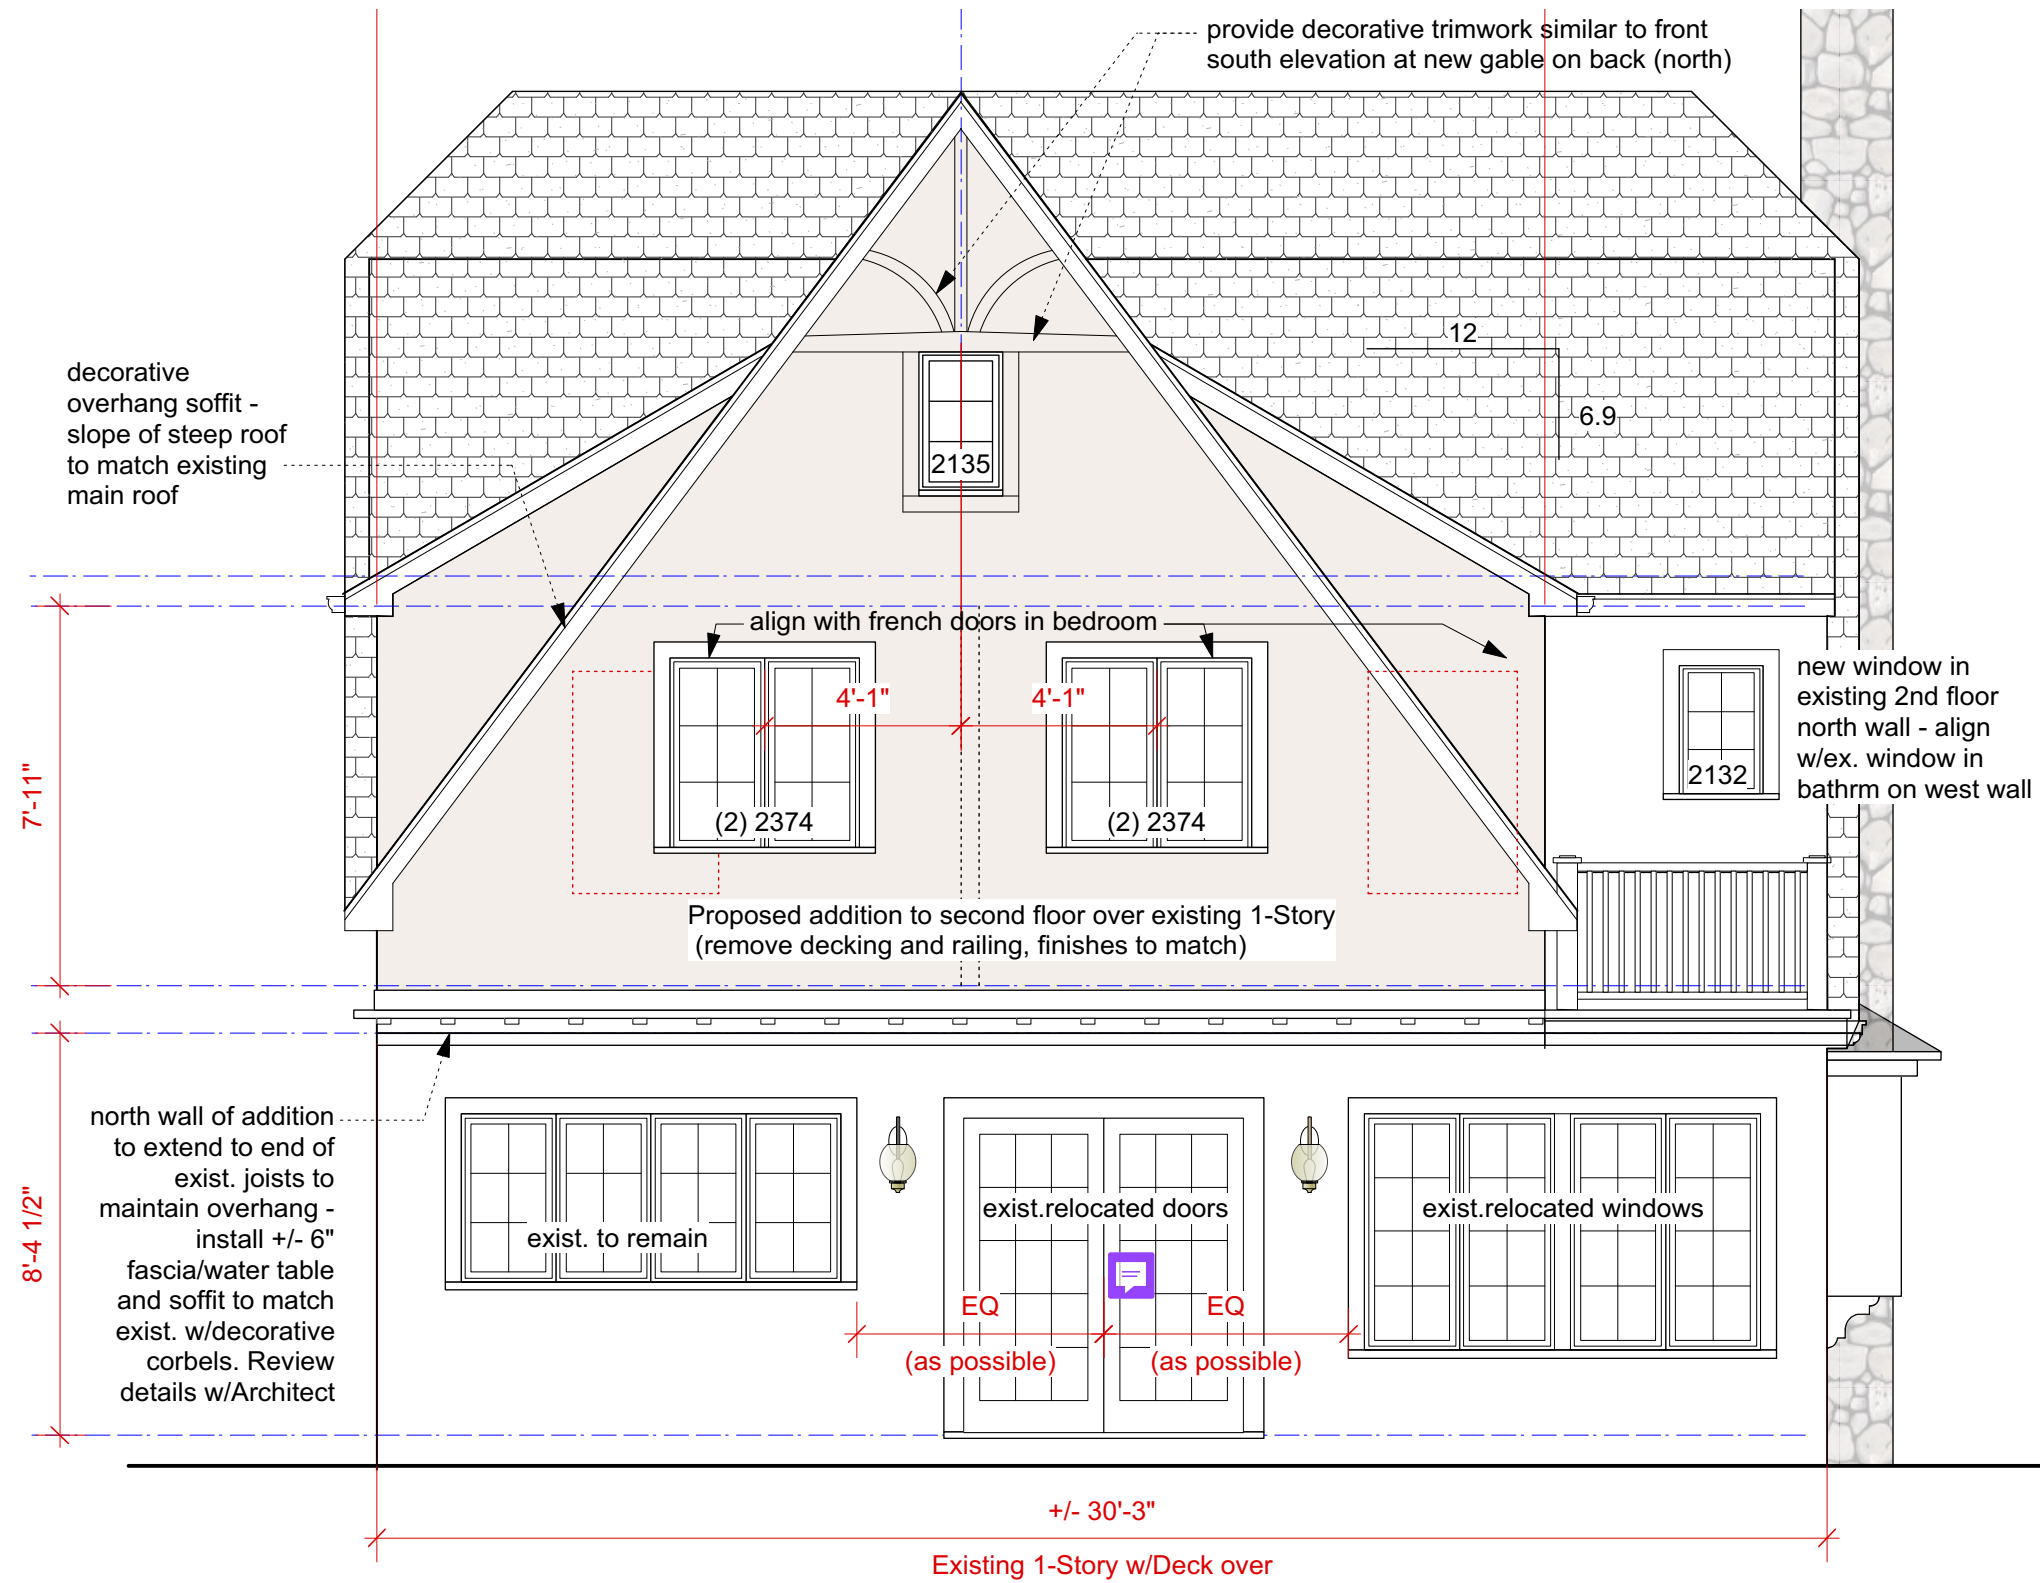 provide decorative trimwork similar to front
south elevation at new gable on back (north)
12
6.9
decorative
overhang soffit -
slope of steep roof
to match existing
main roof
2135
align with french doors in bedroom
4'-1"
4'-1"
(2) 2374
(2) 2374
new window in
existing 2nd floor
north wall - align
w/ex. window in
bathrm on west wall
2132
7'-11"
Proposed addition to second floor over existing 1-Story
(remove decking and railing, finishes to match)
north wall of addition
to extend to end of
exist. joists to
maintain overhang -
install +/- 6"
fascia/water table
and soffit to match
exist. w/decorative
corbels. Review
details w/Architect
8'-4 1/2"
exist. to remain
exist.relocated doors
exist.relocated windows
EQ
(as possible)
EQ
(as possible)
+/- 30'-3"
Existing 1-Story w/Deck over